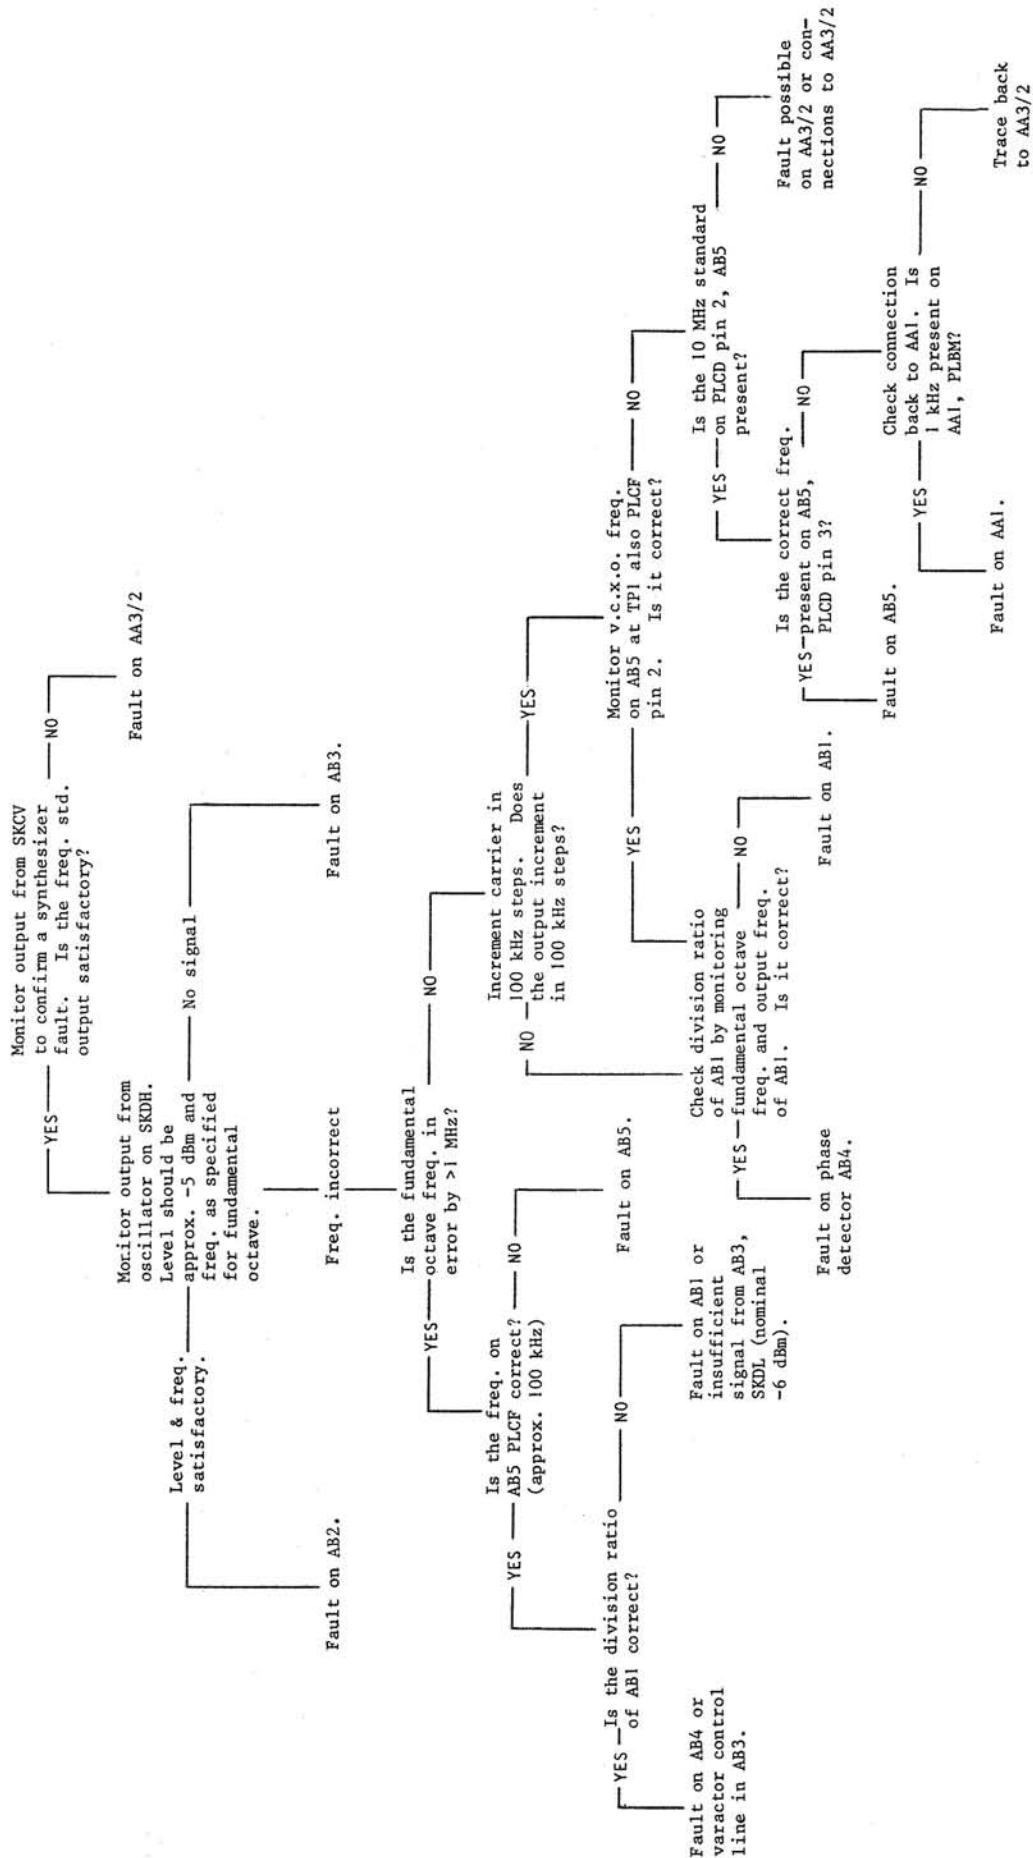 Monitor output from SKCV
to confirm a synthesizer
fault. Is the freq. std.
output satisfactory?
YES
NO
Fault on AA3/2
Monitor output from
oscillator on SKDH.
Level should be
approx. -5 dBm and
freq. as specified
for fundamental
octave.
Level & freq.
satisfactory.
No signal
Fault on AB2.
Freq. incorrect
Fault on AB3.
Is the fundamental
octave freq. in
error by >1 MHz?
YES
NO
Is the freq. on
AB5 PLCF correct?
(approx. 100 kHz)
YES
NO
Fault on AB5.
Is the division ratio
of AB1 correct?
YES
NO
Fault on AB4 or
varactor control
line in AB3.
Fault on AB1 or
insufficient
signal from AB3,
SKDL (nominal
-6 dBm).
Increment carrier in
100 kHz steps. Does
the output increment
in 100 kHz steps?
NO
YES
Check division ratio
of AB1 by monitoring
fundamental octave
freq. and output freq.
of AB1. Is it correct?
YES
NO
Fault on phase
detector AB4.
Fault on AB1.
Monitor v.c.x.o. freq.
on AB5 at TP1 also PLCF
pin 2. Is it correct?
YES
NO
Is the 10 MHz standard
on PLCD pin 2, AB5
present?
YES
NO
Fault possible
on AA3/2 or con-
nections to AA3/2
Is the correct freq.
present on AB5,
PLCD pin 3?
YES
NO
Fault on AB5.
Check connection
back to AA1. Is
1 kHz present on
AA1, PLBM?
YES
NO
Fault on AA1.
Trace back
to AA3/2